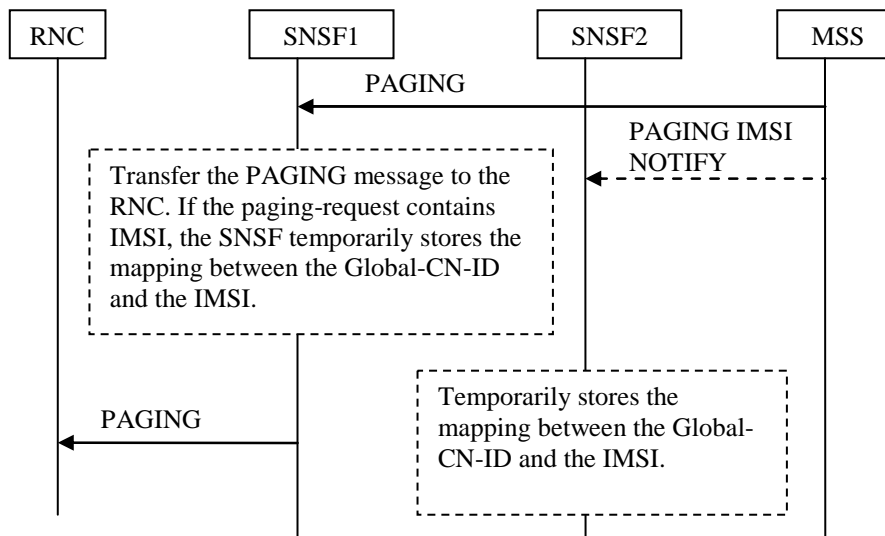 RNC
SNSF1
SNSF2
MSS
PAGING
PAGING IMSI
NOTIFY
Transfer the PAGING message to the
RNC. If the paging-request contains
IMSI, the SNSF temporarily stores the
mapping between the Global-CN-ID
and the IMSI.
Temporarily stores the
mapping between the Global-
CN-ID and the IMSI.
PAGING